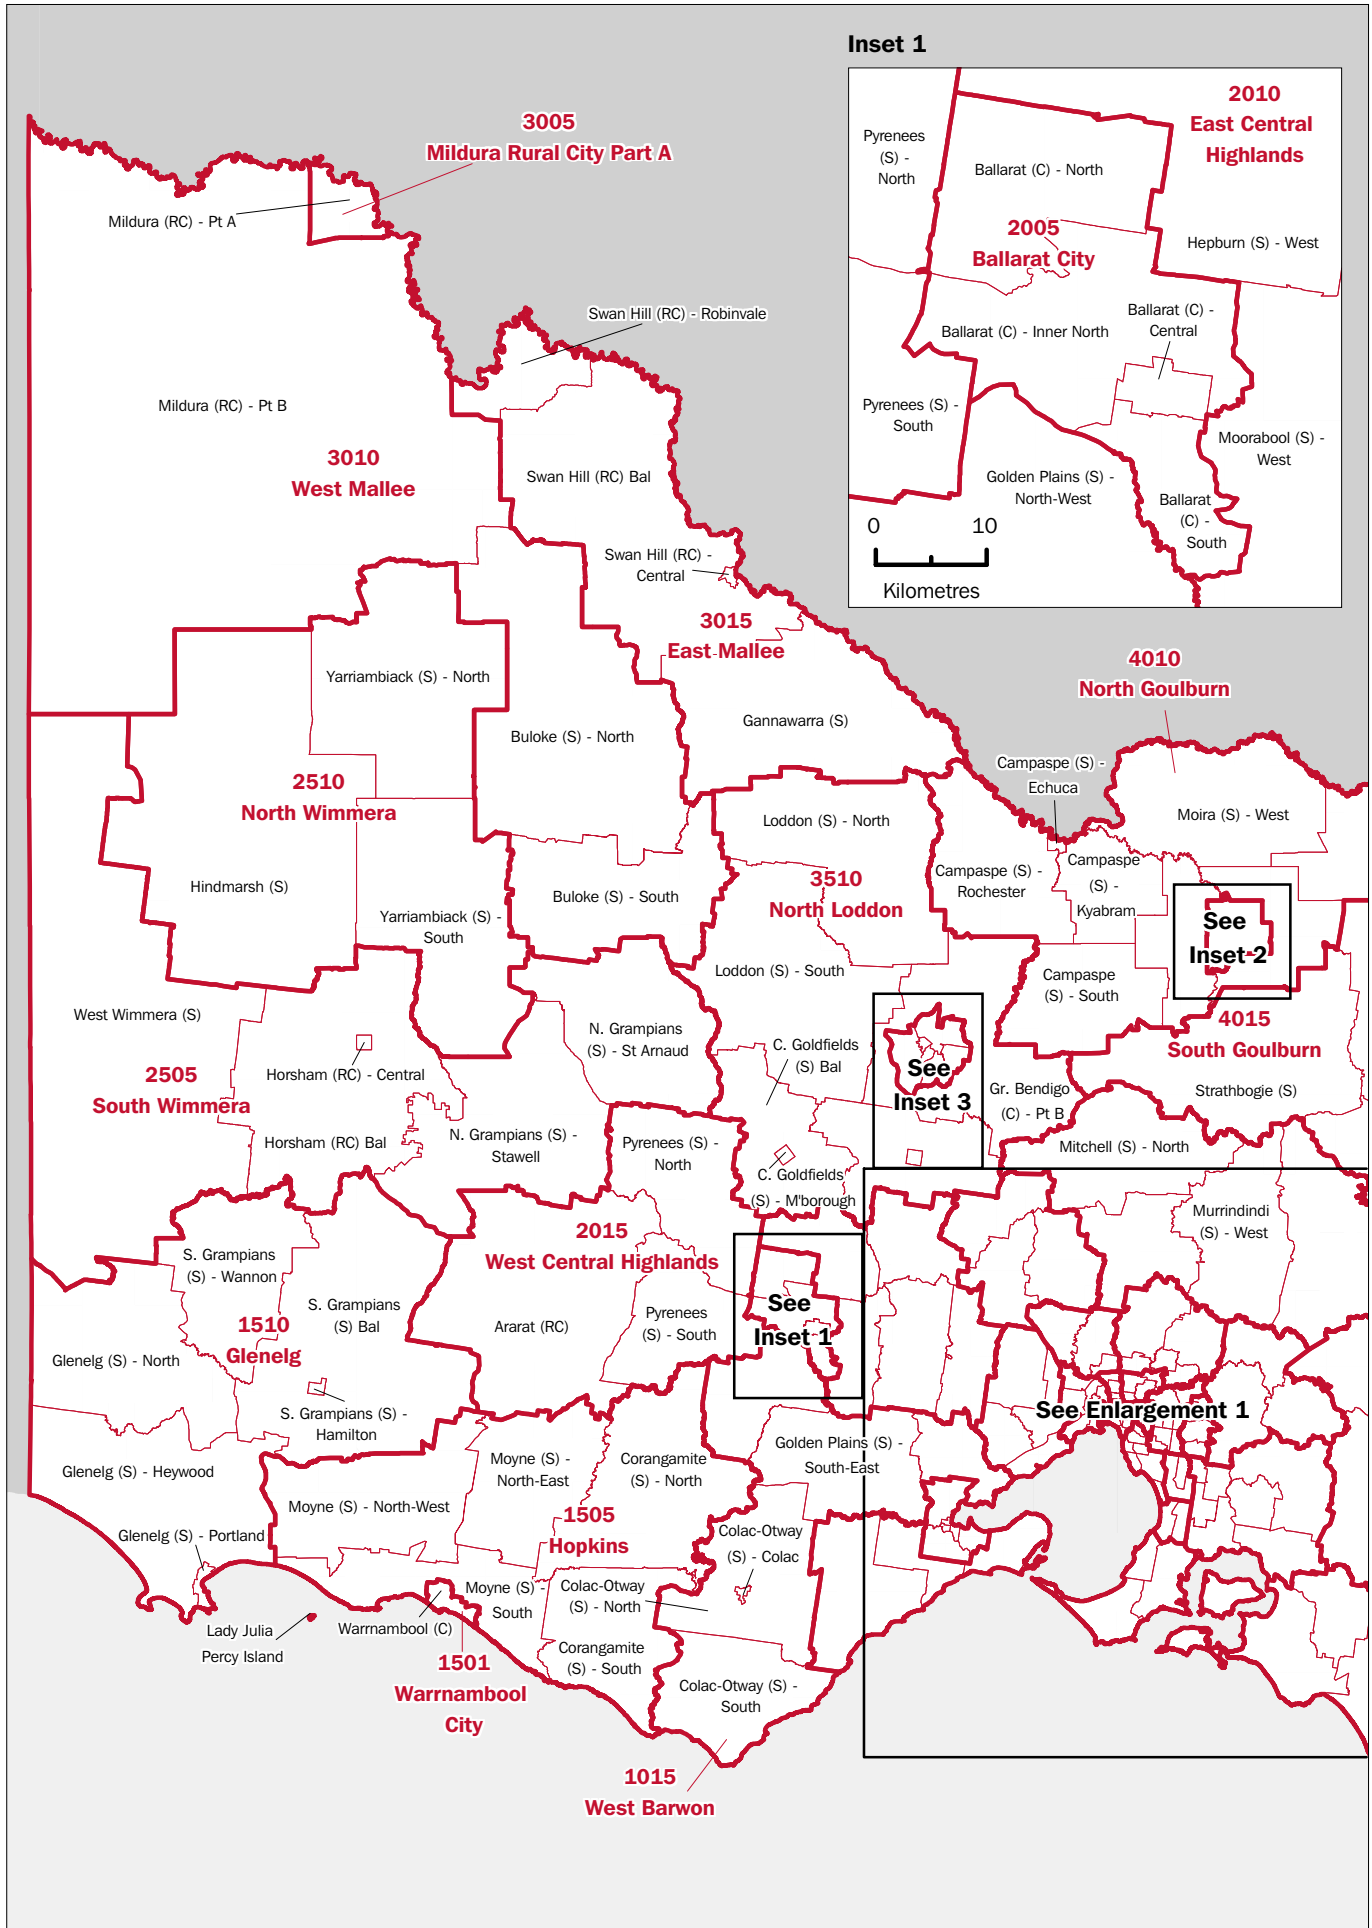 Inset 1
2010
East Central
Highlands
Pyrenees
(S) -
North
Ballarat (C) - North
2005
Ballarat City
Hepburn (S) - West
Ballarat (C) -
Central
Ballarat (C) - Inner North
Pyrenees (S) -
South
Moorabool (S) -
West
Golden Plains (S) -
North-West
Ballarat
(C) -
South
0 10
Kilometres
3005
Mildura Rural City Part A
Mildura (RC) - Pt A
Swan Hill (RC) - Robinvale
Mildura (RC) - Pt B
3010
West Mallee
Swan Hill (RC) Bal
Swan Hill (RC) -
Central
3015
East Mallee
4010
North Goulburn
Yarriambiack (S) - North
Gannawarra (S)
Buloke (S) - North
Campaspe (S) -
Echuca
2510
North Wimmera
Moira (S) - West
Loddon (S) - North
Campaspe (S) -
Rochester
Campaspe
(S) -
Kyabram
3510
North Loddon
Hindmarsh (S)
Buloke (S) - South
Yarriambiack (S) -
South
See
Inset 2
Loddon (S) - South
Campaspe
(S) - South
West Wimmera (S)
N. Grampians
(S) - St Arnaud
4015
South Goulburn
C. Goldfields
(S) Bal
See
Inset 3
2505
South Wimmera
Horsham (RC) - Central
Gr. Bendigo
(C) - Pt B
Strathbogie (S)
Horsham (RC) Bal
N. Grampians (S) -
Stawell
Pyrenees (S) -
North
Mitchell (S) - North
C. Goldfields
(S) - M'borough
Murrindindi
(S) - West
2015
West Central Highlands
S. Grampians
(S) - Wannon
S. Grampians
(S) Bal
See
Inset 1
Pyrenees
(S) - South
Ararat (RC)
1510
Glenelg
Glenelg (S) - North
S. Grampians (S) -
Hamilton
See Enlargement 1
Golden Plains (S) -
South-East
Glenelg (S) - Heywood
Moyne (S) -
North-East
Corangamite
(S) - North
Moyne (S) - North-West
1505
Hopkins
Glenelg (S) - Portland
Colac-Otway
(S) - Colac
Moyne (S) -
South
Colac-Otway
(S) - North
Lady Julia
Percy Island
Warrnambool (C)
Corangamite
(S) - South
1501
Warrnambool
City
Colac-Otway (S) -
South
1015
West Barwon